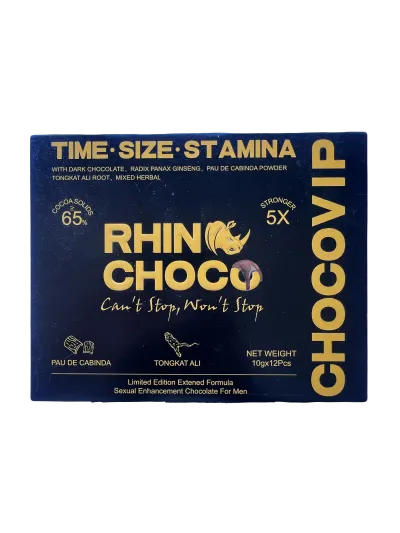 TIME·SIZE·STAMINA
WITH DARK CHOCOLATE, RADIX PANAX GINSENG, PAU DE CABINDA POWDER
TONGKAT ALI ROOT, MIXED HERBAL
COCOA SOLIDS
≥
65%
STRONGER
5X
RHINO
CHOCO
Can't Stop, Won't Stop
PAU DE CABINDA
TONGKAT ALI
NET WEIGHT
10gx12Pcs
Limited Edition Extened Formula
Sexual Enhancement Chocolate For Men
CHOCOVIP